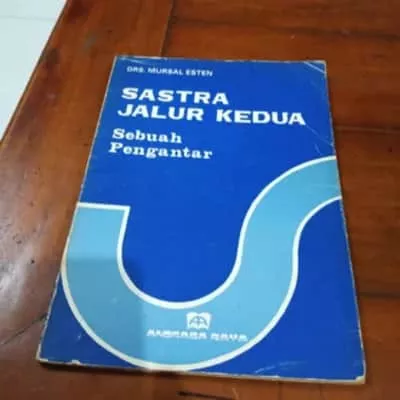 DRS. MURSAL ESTEN
SASTRA
JALUR KEDUA
Sebuah
Pengantar
ANGKASA RAYA